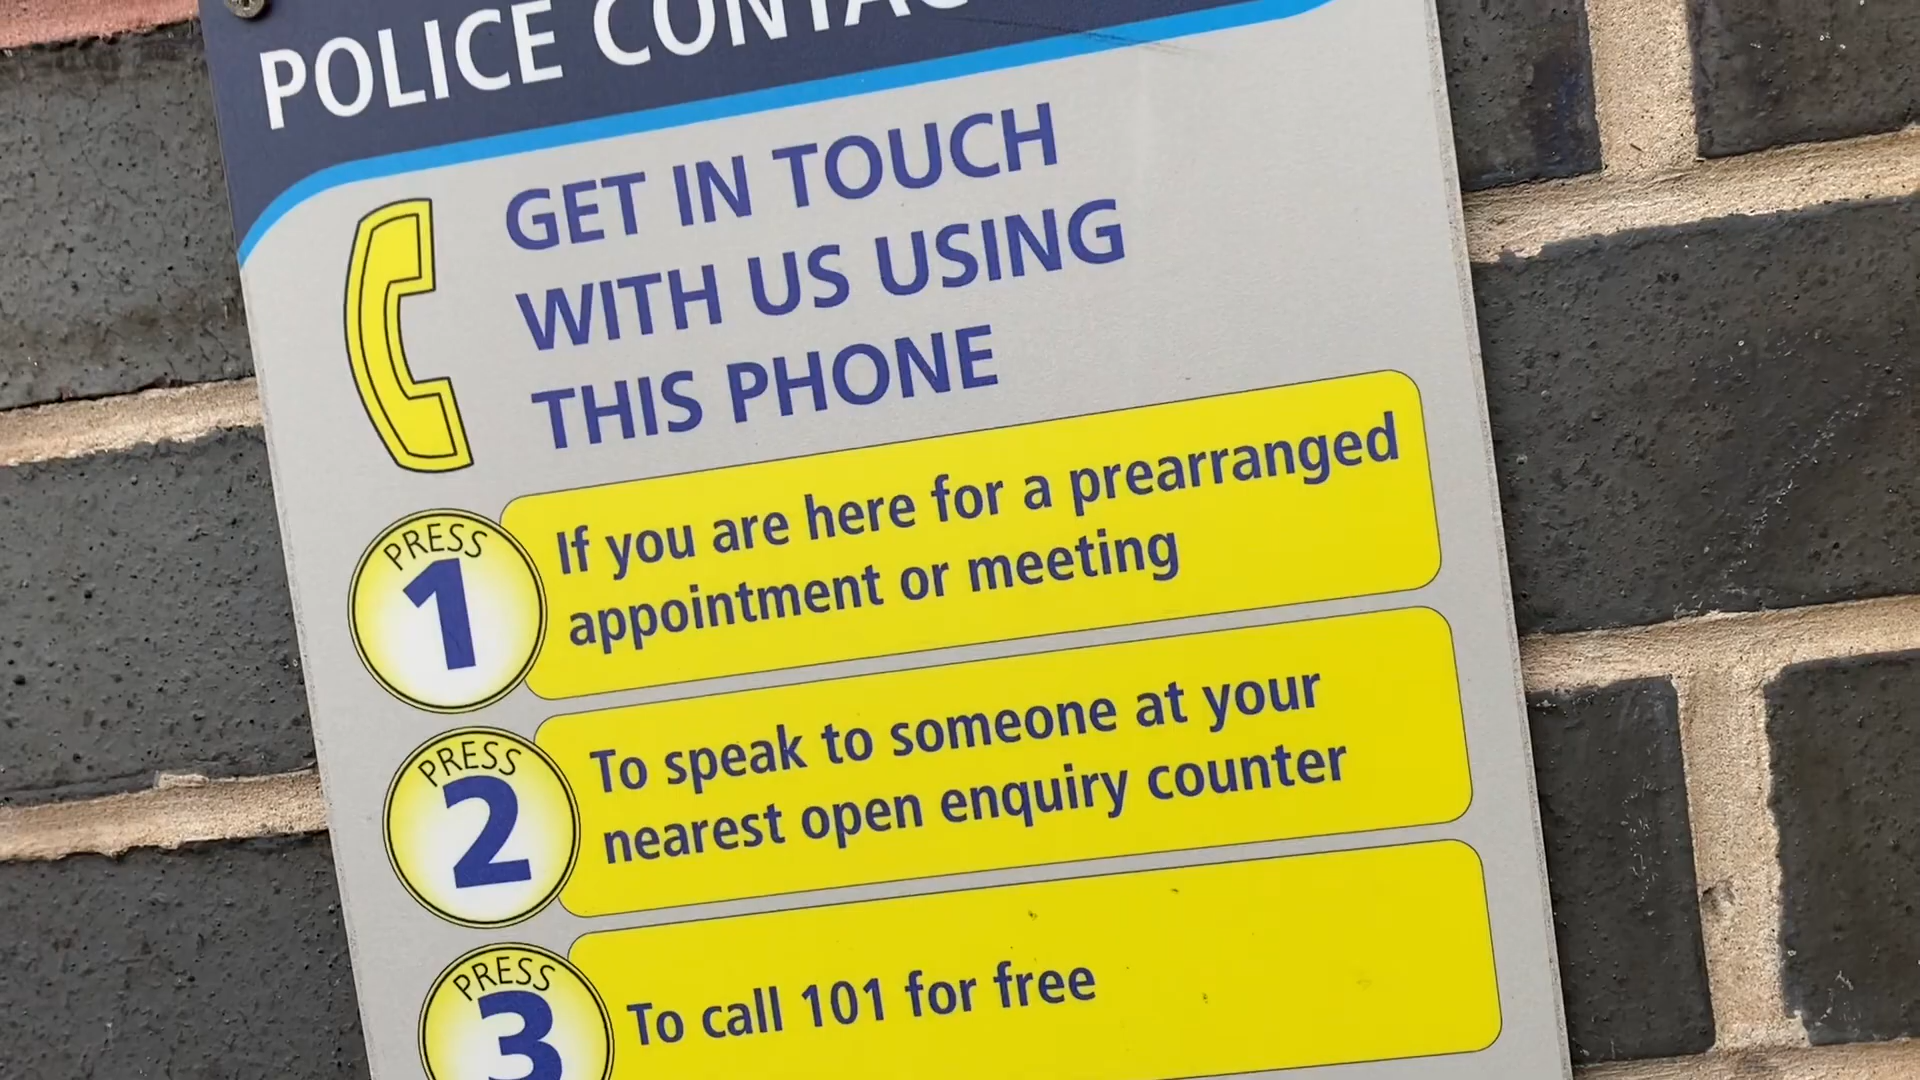 POLICE
GET IN TOUCH
WITH US USING
THIS PHONE
PRESS
1
If you are here for a prearranged
appointment or meeting
PRESS
2
To speak to someone at your
nearest open enquiry counter
PRESS
3
To call 101 for free